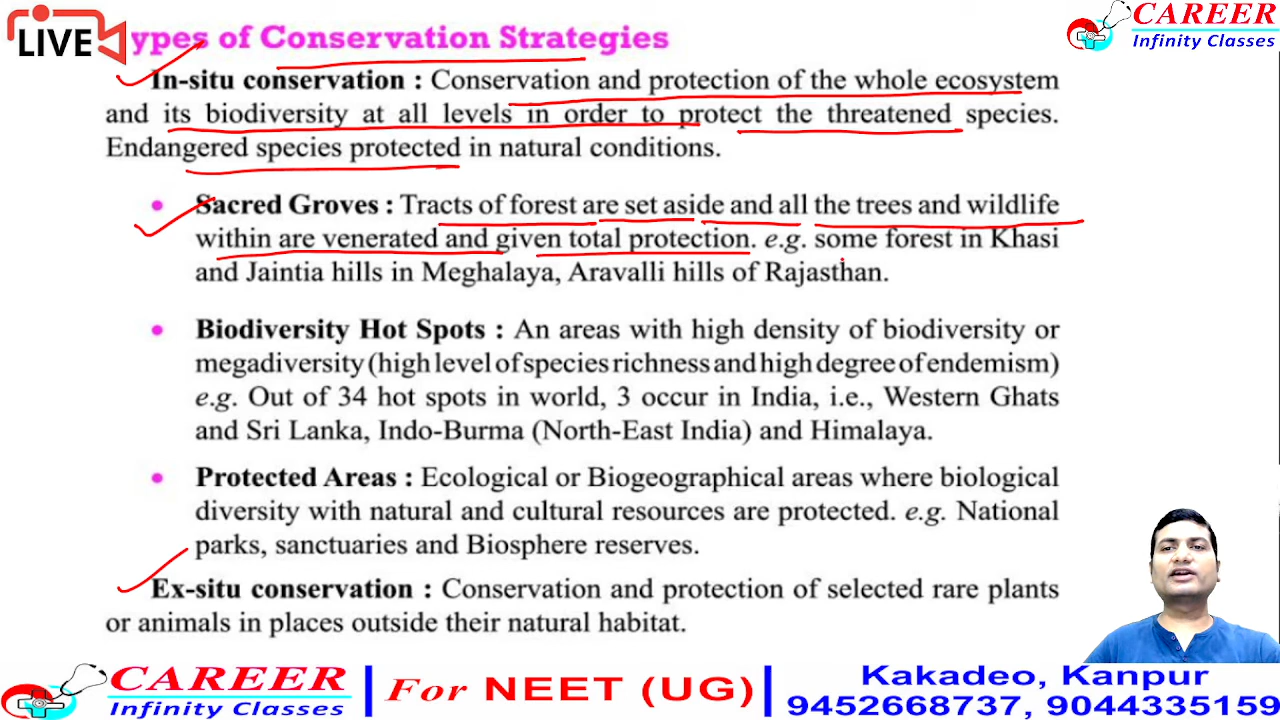 LIVE
ypes of Conservation Strategies
CAREER
Infinity Classes
In-situ conservation : Conservation and protection of the whole ecosystem
and its biodiversity at all levels in order to protect the threatened species.
Endangered species protected in natural conditions.
• Sacred Groves : Tracts of forest are set aside and all the trees and wildlife
within are venerated and given total protection. e.g. some forest in Khasi
and Jaintia hills in Meghalaya, Aravalli hills of Rajasthan.
• Biodiversity Hot Spots : An areas with high density of biodiversity or
megadiversity (high level of species richness and high degree of endemism)
e.g. Out of 34 hot spots in world, 3 occur in India, i.e., Western Ghats
and Sri Lanka, Indo-Burma (North-East India) and Himalaya.
• Protected Areas : Ecological or Biogeographical areas where biological
diversity with natural and cultural resources are protected. e.g. National
parks, sanctuaries and Biosphere reserves.
Ex-situ conservation : Conservation and protection of selected rare plants
or animals in places outside their natural habitat.
CAREER
Infinity Classes
For NEET (UG)
Kakadeo, Kanpur
9452668737, 9044335159